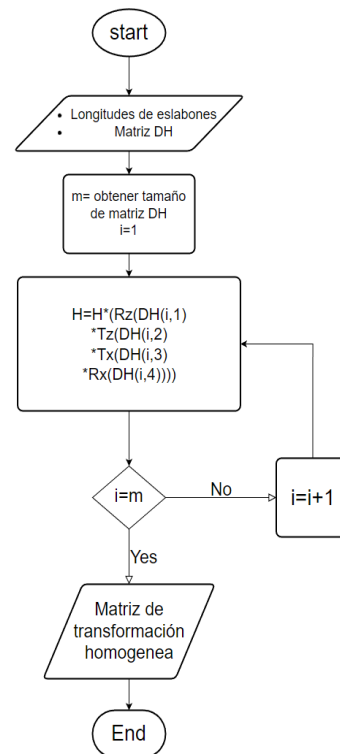 start
• Longitudes de eslabones
• Matriz DH
m= obtener tamaño
de matriz DH
i=1
H=H*(Rz(DH(i,1)
*Tz(DH(i,2)
*Tx(DH(i,3)
*Rx(DH(i,4))))
i=m
No
i=i+1
Yes
Matriz de
transformación
homogenea
End